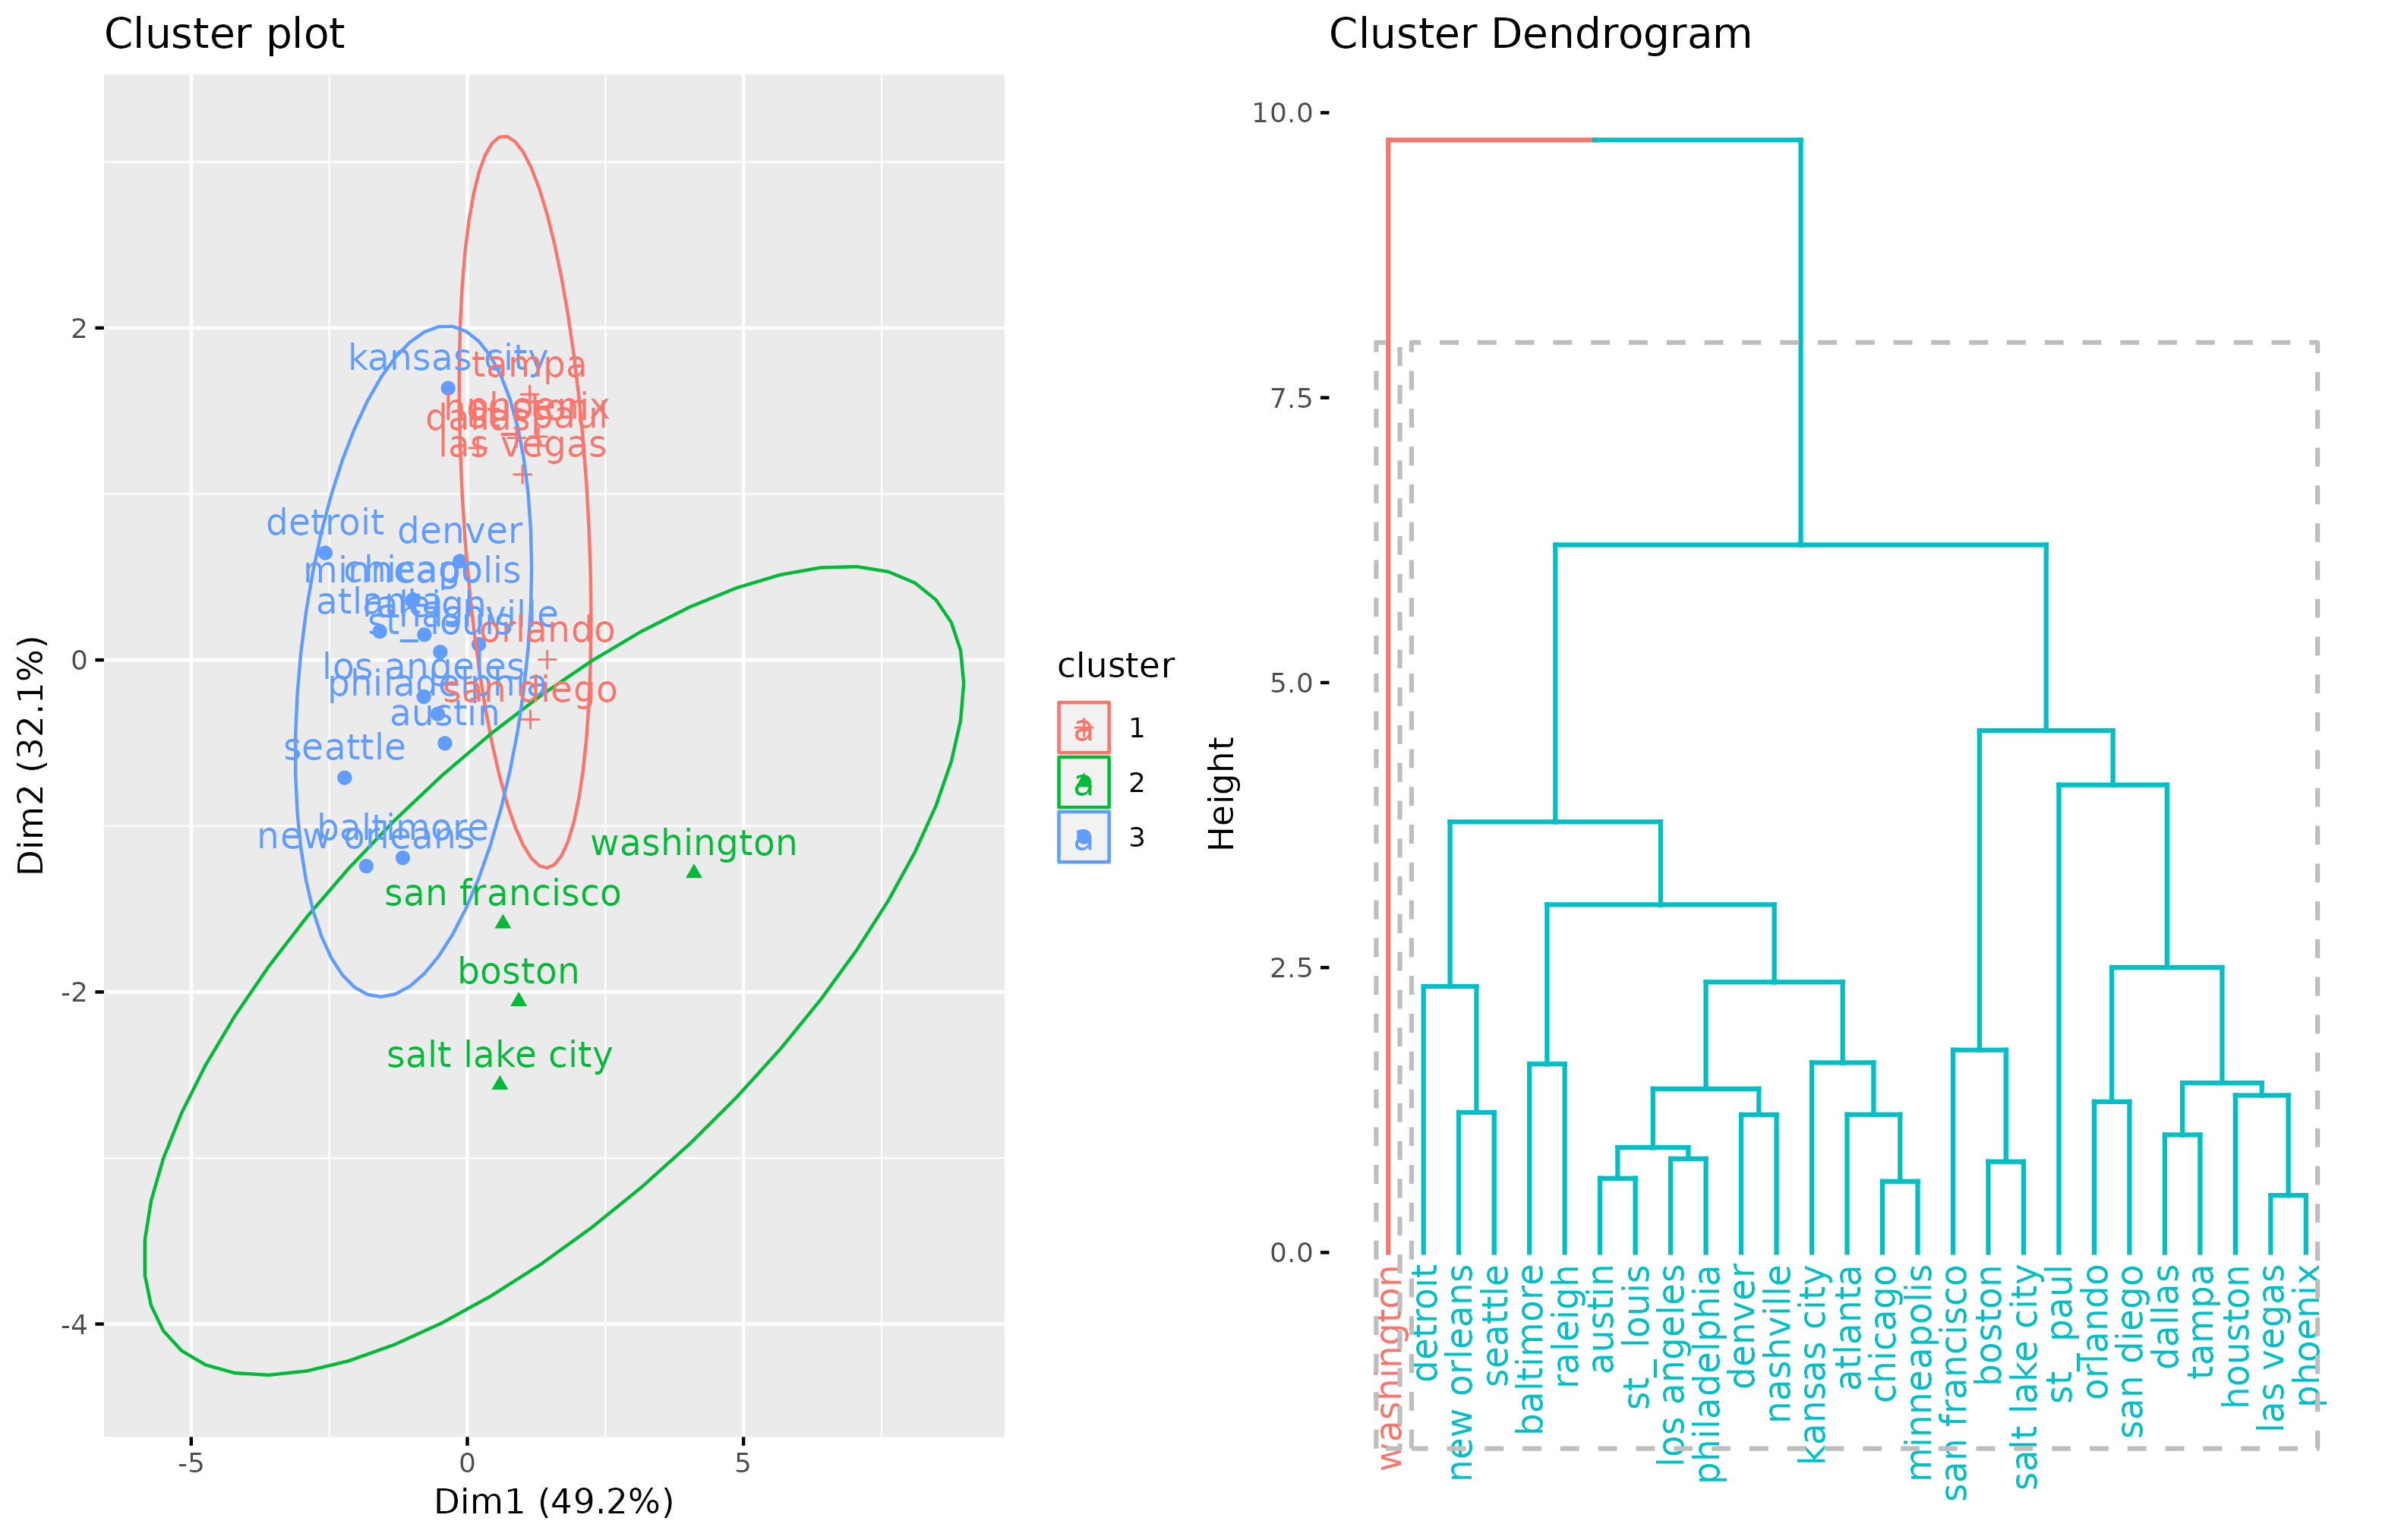 Cluster plot
2
0
-2
-4
-5
0
5
Dim1 (49.2%)
Dim2 (32.1%)
kansas city
tampa
houston
phoenix
dallas
st_paul
las vegas
detroit
denver
minneapolis
chicago
atlanta
raleigh
nashville
st_louis
orlando
los angeles
philadelphia
san diego
austin
seattle
baltimore
new orleans
washington
san francisco
boston
salt lake city
cluster
a 1
a 2
a 3
Cluster Dendrogram
10.0
7.5
5.0
2.5
0.0
Height
washington
detroit
new orleans
seattle
baltimore
raleigh
austin
st_louis
los angeles
philadelphia
denver
nashville
kansas city
atlanta
chicago
minneapolis
san francisco
boston
salt lake city
st_paul
orlando
san diego
dallas
tampa
houston
las vegas
phoenix